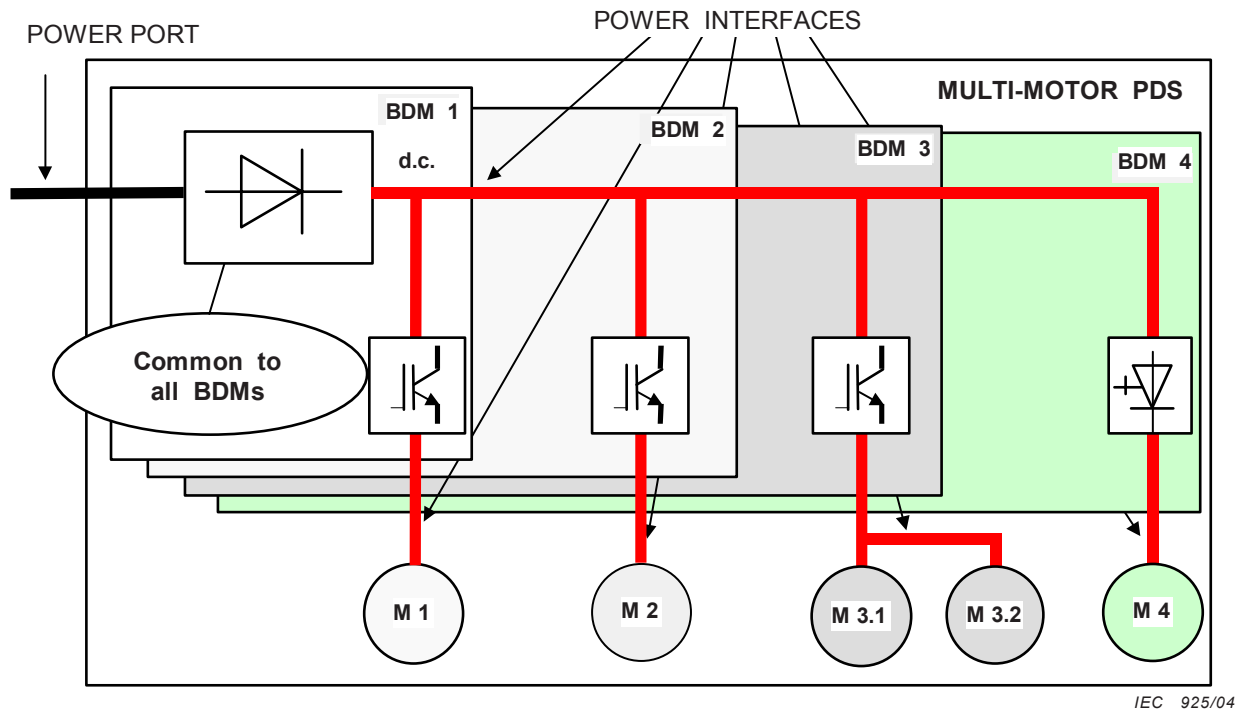 POWER INTERFACES
POWER PORT
MULTI-MOTOR PDS
BDM 1
BDM 2
BDM 3
BDM 4
d.c.
Common to
all BDMs
M 1
M 2
M 3.1
M 3.2
M 4
IEC 925/04